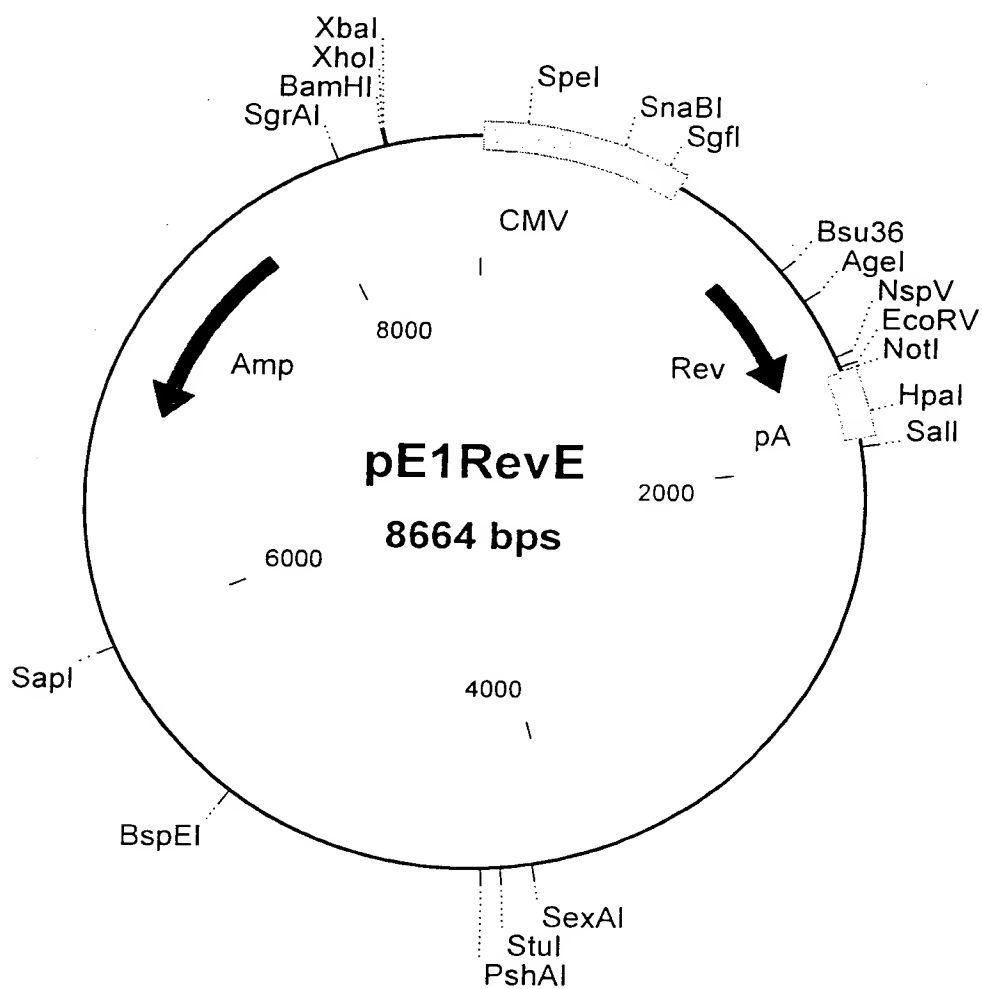 XbaI
XhoI
BamHI
SgrAI
SpeI
SnaBI
SgfI
CMV
Bsu36
AgeI
NspV
EcoRV
NotI
HpaI
SalI
8000
Amp
Rev
pA
pE1RevE
8664 bps
2000
6000
4000
SapI
BspEI
SexAI
StuI
PshAI